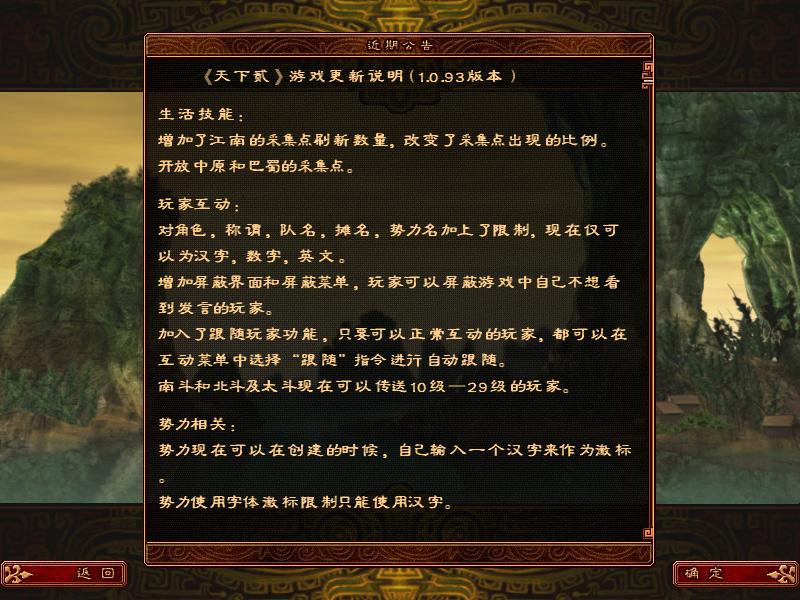 近期公告
《天下贰》游戏更新说明（1.0.93版本）
生活技能：
增加了江南的采集点刷新数量，改变了采集点出现的比例。
开放中原和巴蜀的采集点。
玩家互动：
对角色，称谓，队名，摊名，势力名加上了限制，现在仅可
以为汉字，数字，英文。
增加屏蔽界面和屏蔽菜单，玩家可以屏蔽游戏中自己不想看
到发言的玩家。
加入了跟随玩家功能，只要可以正常互动的玩家，都可以在
互动菜单中选择“跟随”指令进行自动跟随。
南斗和北斗及太斗现在可以传送10级—29级的玩家。
势力相关：
势力现在可以在创建的时候，自己输入一个汉字来作为徽标
。
势力使用字体徽标限制只能使用汉字。
返回
确定